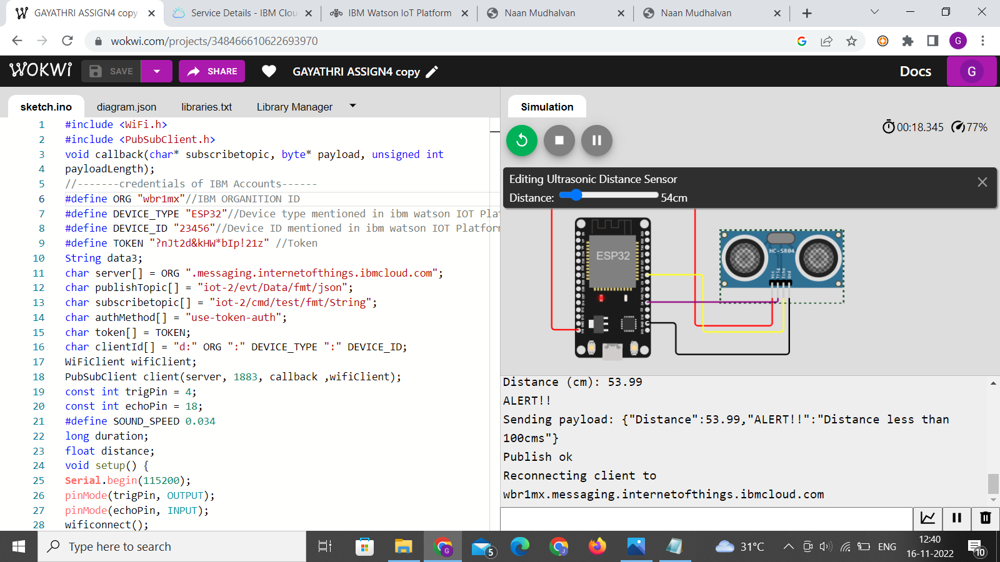 GAYATHRI ASSIGN4 copy
Service Details - IBM Clou
IBM Watson IoT Platform
Naan Mudhalvan
Naan Mudhalvan
wokwi.com/projects/348466610622693970
G
WOKWI
SAVE
SHARE
GAYATHRI ASSIGN4 copy
Docs
G
sketch.ino
diagram.json
libraries.txt
Library Manager
1 #include <WiFi.h>
2 #include <PubSubClient.h>
3 void callback(char* subscribetopic, byte* payload, unsigned int
4 payloadLength);
5 //-------credentials of IBM Accounts------
6 #define ORG "wbr1mx"//IBM ORGANITION ID
7 #define DEVICE_TYPE "ESP32"//Device type mentioned in ibm watson IOT Pla
8 #define DEVICE_ID "23456"//Device ID mentioned in ibm watson IOT Platfor
9 #define TOKEN "?nJt2d&kHW*bIp!21z" //Token
10 String data3;
11 char server[] = ORG ".messaging.internetofthings.ibmcloud.com";
12 char publishTopic[] = "iot-2/evt/Data/fmt/json";
13 char subscribetopic[] = "iot-2/cmd/test/fmt/String";
14 char authMethod[] = "use-token-auth";
15 char token[] = TOKEN;
16 char clientId[] = "d:" ORG ":" DEVICE_TYPE ":" DEVICE_ID;
17 WiFiClient wifiClient;
18 PubSubClient client(server, 1883, callback ,wifiClient);
19 const int trigPin = 4;
20 const int echoPin = 18;
21 #define SOUND_SPEED 0.034
22 long duration;
23 float distance;
24 void setup() {
25 Serial.begin(115200);
26 pinMode(trigPin, OUTPUT);
27 pinMode(echoPin, INPUT);
28 wificonnect();
Simulation
00:18.345
77%
Editing Ultrasonic Distance Sensor
Distance: 54cm
ESP32
HC-SR04
Vcc
Trig
Echo
Gnd
Distance (cm): 53.99
ALERT!!
Sending payload: {"Distance":53.99,"ALERT!!":"Distance less than
100cms"}
Publish ok
Reconnecting client to
wbr1mx.messaging.internetofthings.ibmcloud.com
Type here to search
G
5
J
31°C
ENG
12:40
16-11-2022
10